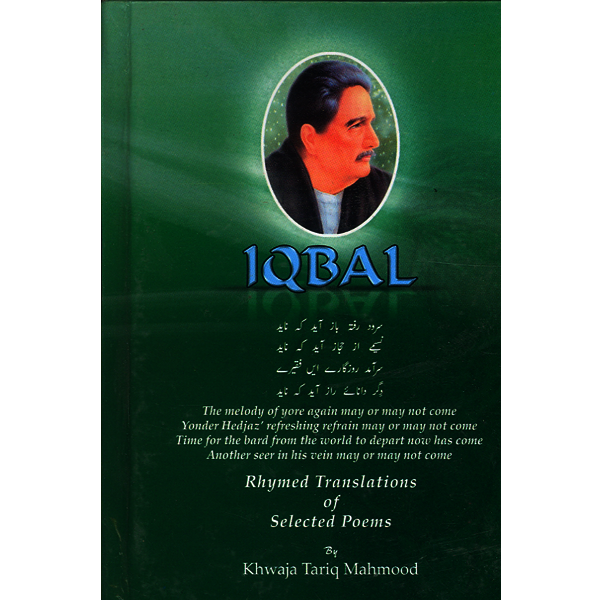 IQBAL
سرود رفتہ باز آید کہ ناید
نسیمے از حجاز آید کہ ناید
سرآمد روزگارے ایں فقیرے
دگر دانائے راز آید کہ ناید
The melody of yore again may or may not come
Yonder Hedjaz' refreshing refrain may or may not come
Time for the bard from the world to depart now has come
Another seer in his vein may or may not come
Rhymed Translations
of
Selected Poems
By
Khwaja Tariq Mahmood